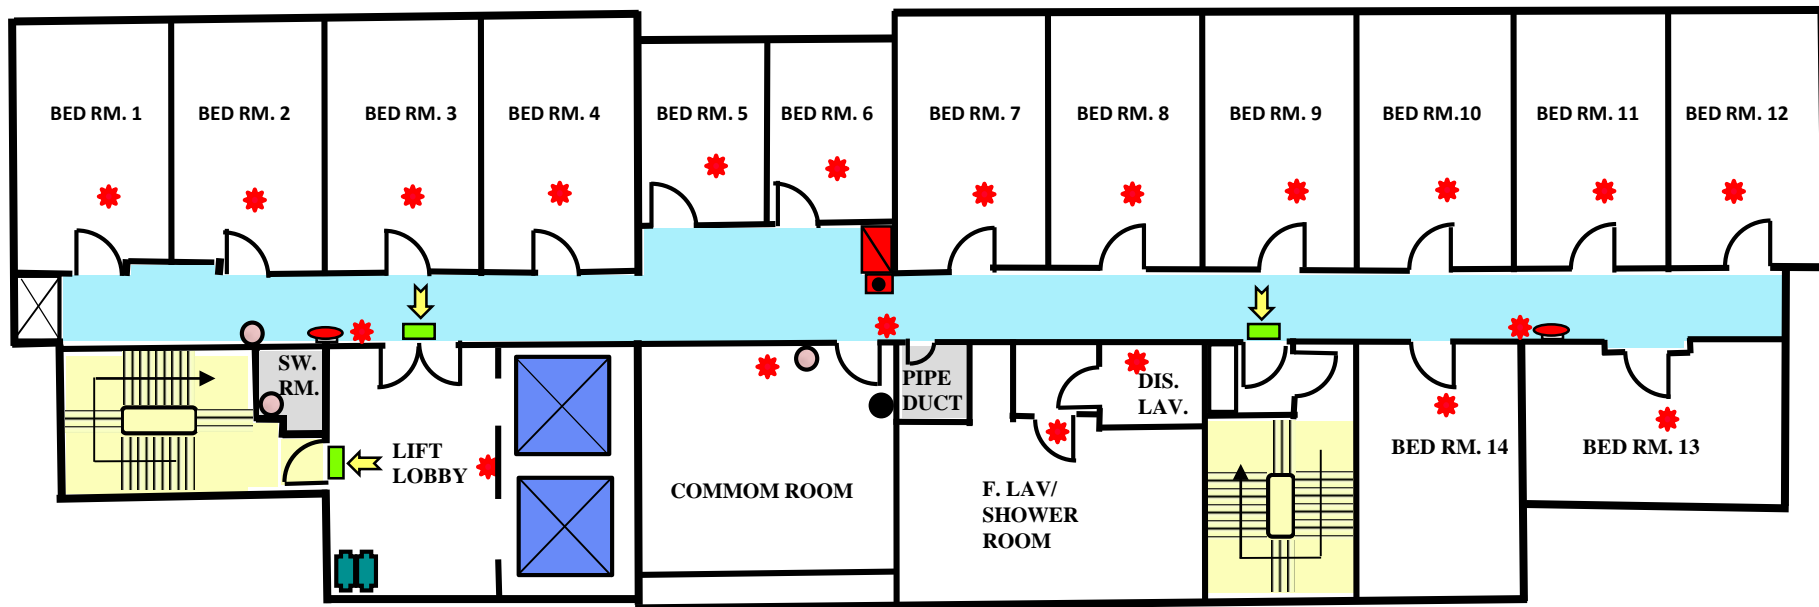 BED RM. 1
BED RM. 2
BED RM. 3
BED RM. 4
BED RM. 5
BED RM. 6
BED RM. 7
BED RM. 8
BED RM. 9
BED RM.10
BED RM. 11
BED RM. 12
SW.
RM.
LIFT
LOBBY
COMMOM ROOM
PIPE
DUCT
DIS.
LAV.
F. LAV/
SHOWER
ROOM
BED RM. 14
BED RM. 13